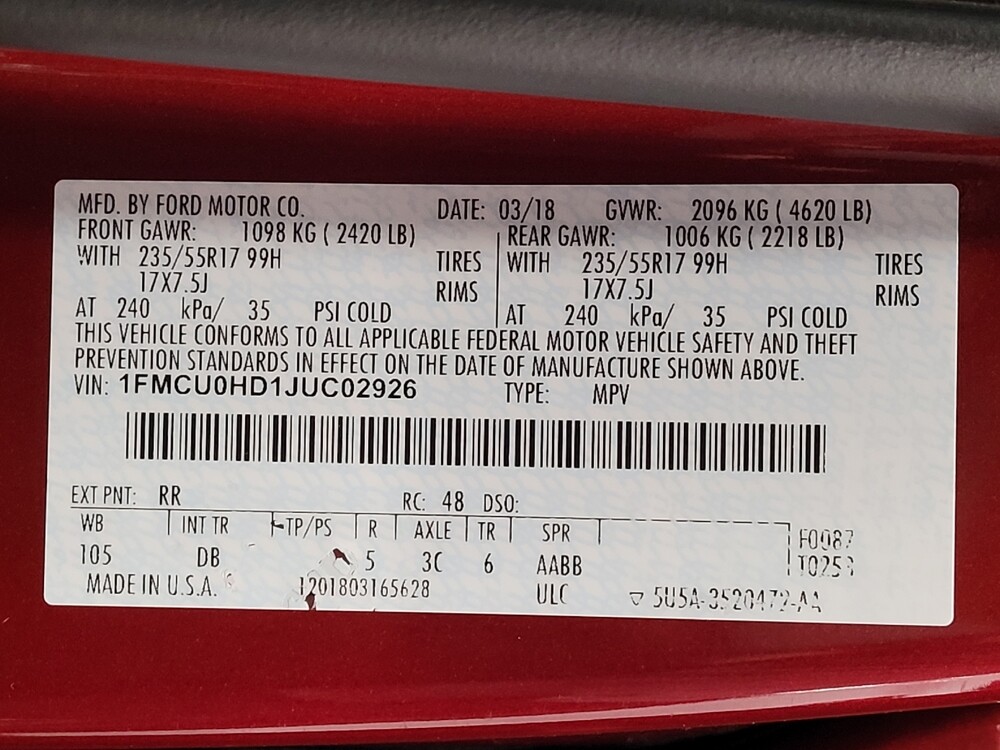 MFD. BY FORD MOTOR CO. DATE: 03/18 GVWR: 2096 KG ( 4620 LB)
FRONT GAWR: 1098 KG ( 2420 LB) REAR GAWR: 1006 KG ( 2218 LB)
WITH 235/55R17 99H TIRES WITH 235/55R17 99H TIRES
17X7.5J RIMS 17X7.5J RIMS
AT 240 kPa/ 35 PSI COLD AT 240 kPa/ 35 PSI COLD
THIS VEHICLE CONFORMS TO ALL APPLICABLE FEDERAL MOTOR VEHICLE SAFETY AND THEFT
PREVENTION STANDARDS IN EFFECT ON THE DATE OF MANUFACTURE SHOWN ABOVE.
VIN: 1FMCU0HD1JUC02926 TYPE: MPV
EXT PNT: RR RC: 48 DSO:
WB INT TR TP/PS R AXLE TR SPR F0087
105 DB 5 3C 6 AABB
MADE IN U.S.A. 1201803165628 ULC 5U5A-3520472-AA